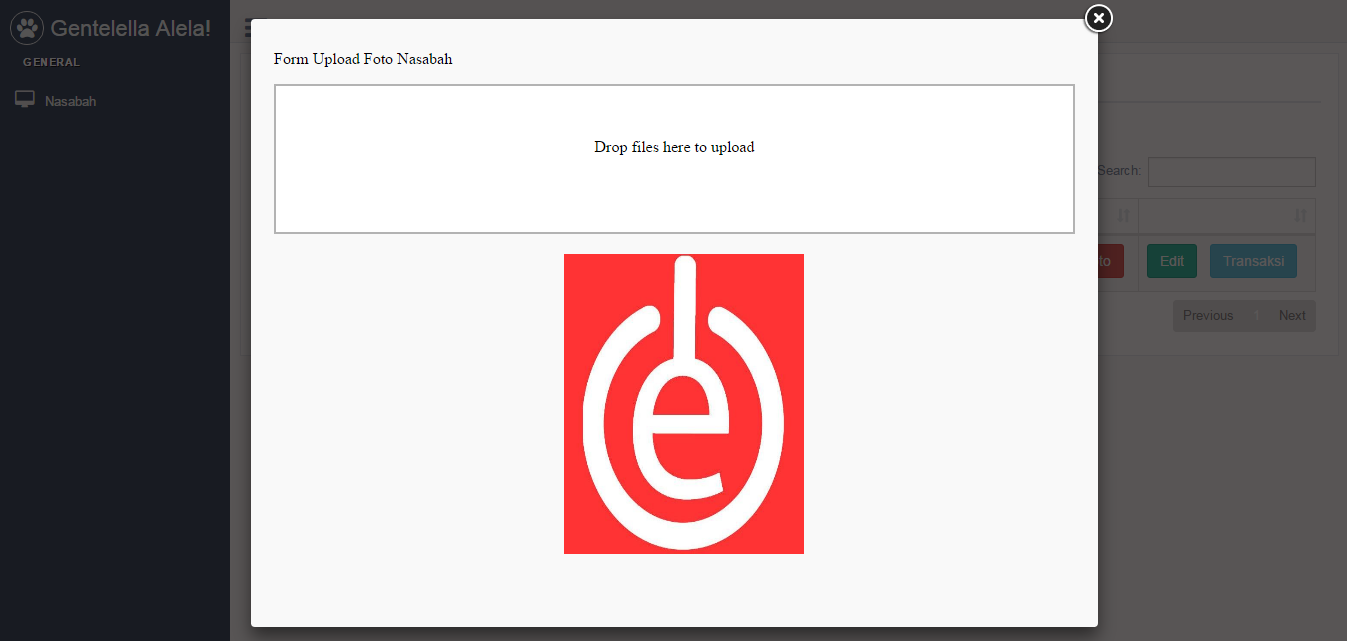 Gentelella Alela!
GENERAL
Nasabah
Form Upload Foto Nasabah
Drop files here to upload
e
Search:
to Edit Transaksi
Previous 1 Next